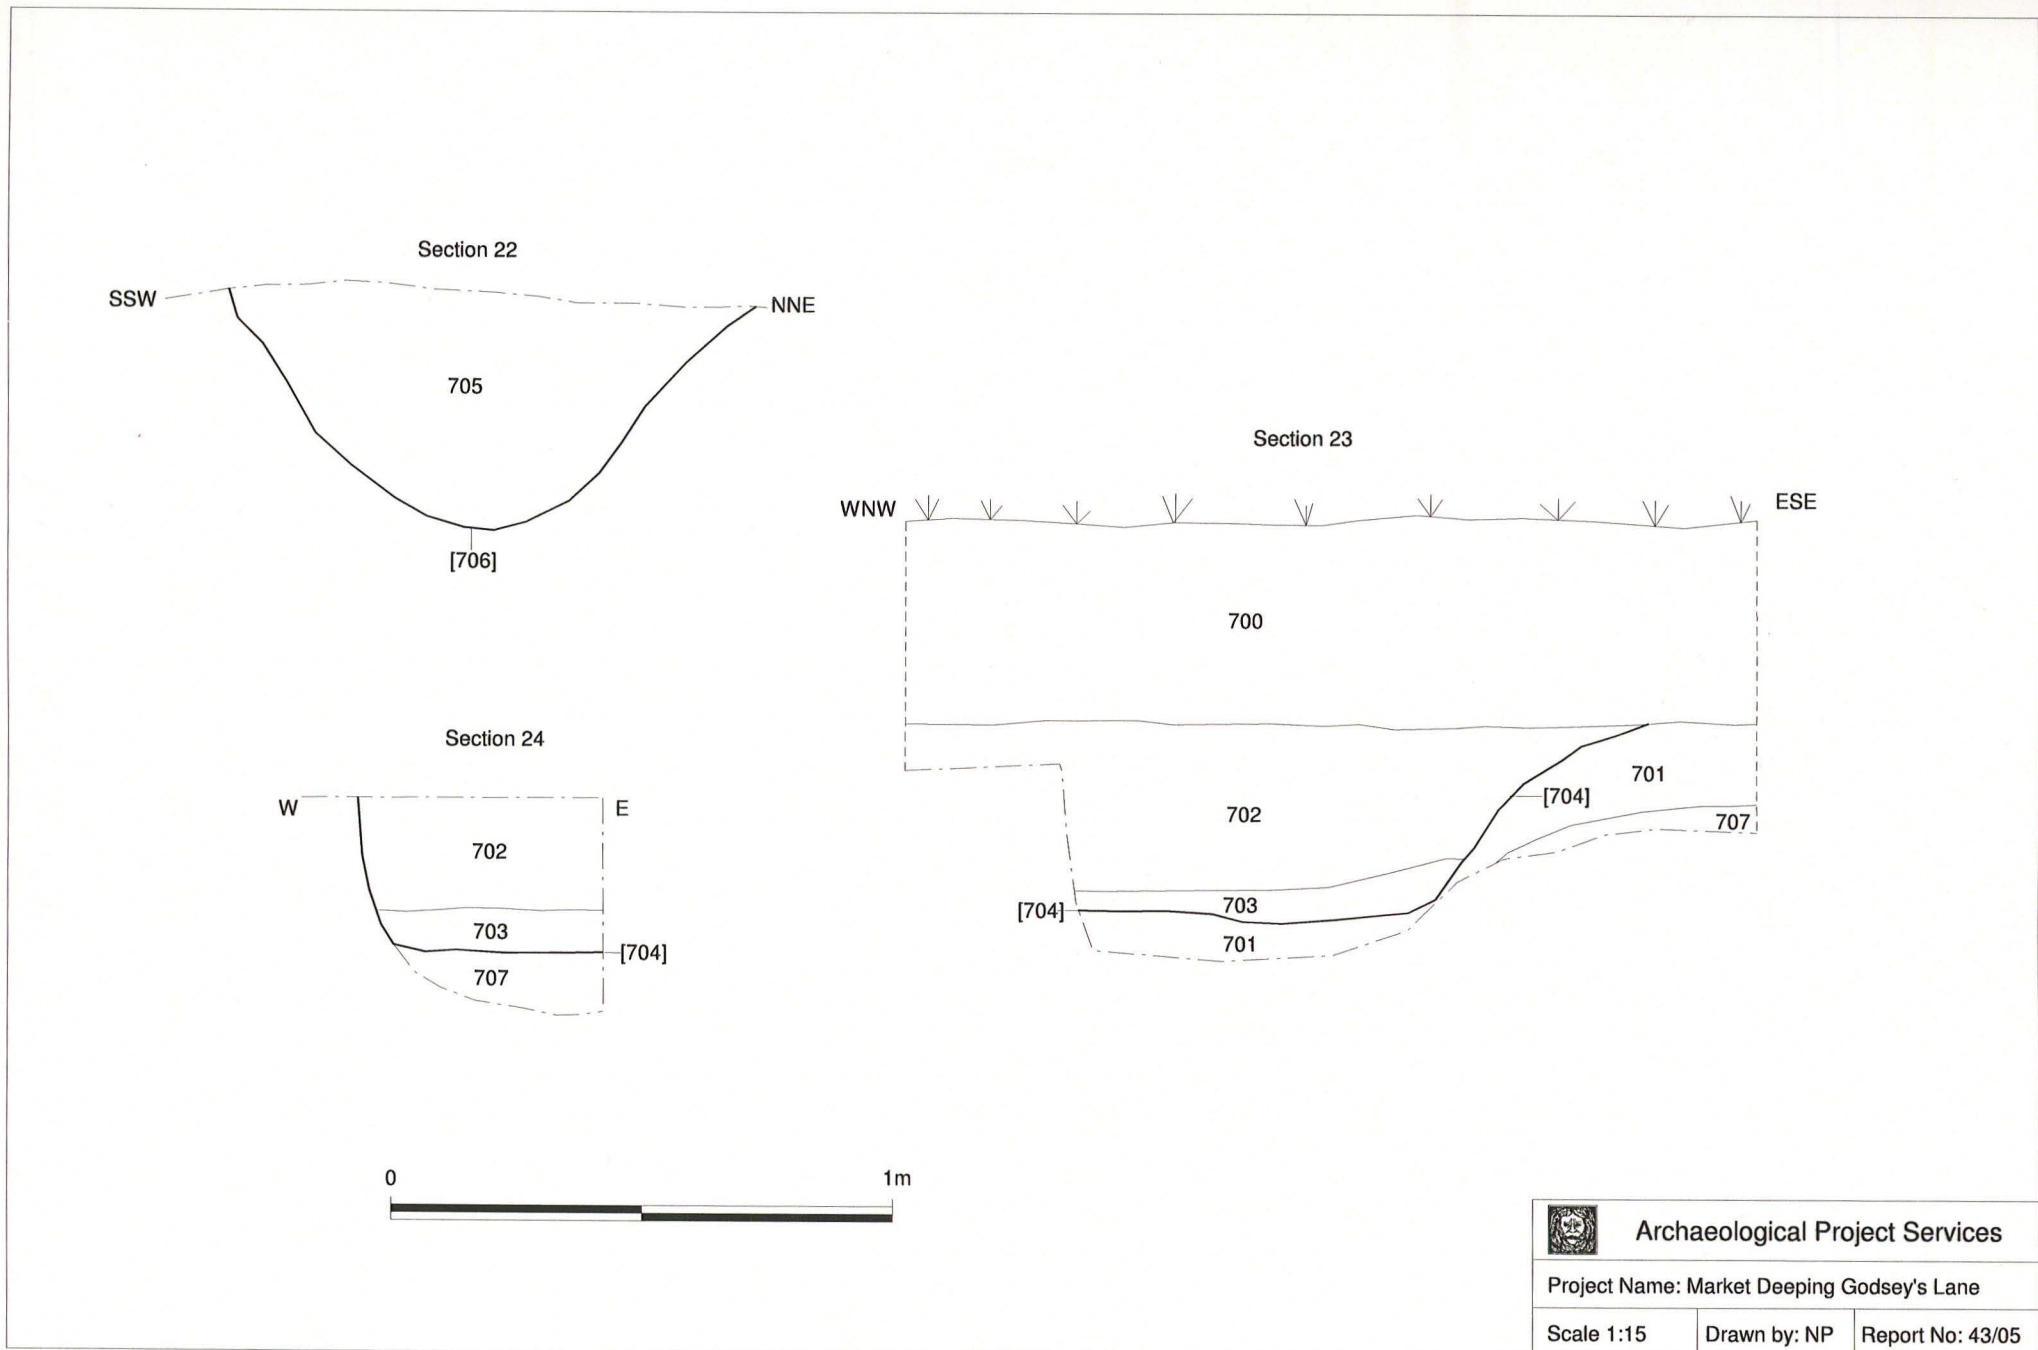 Section 22
SSW
NNE
705
[706]
Section 23
WNW
ESE
700
701
[704]
702
707
[704]
703
701
Section 24
W
E
702
703
[704]
707
0
1m
Archaeological Project Services
Project Name: Market Deeping Godsey's Lane
Scale 1:15
Drawn by: NP
Report No: 43/05